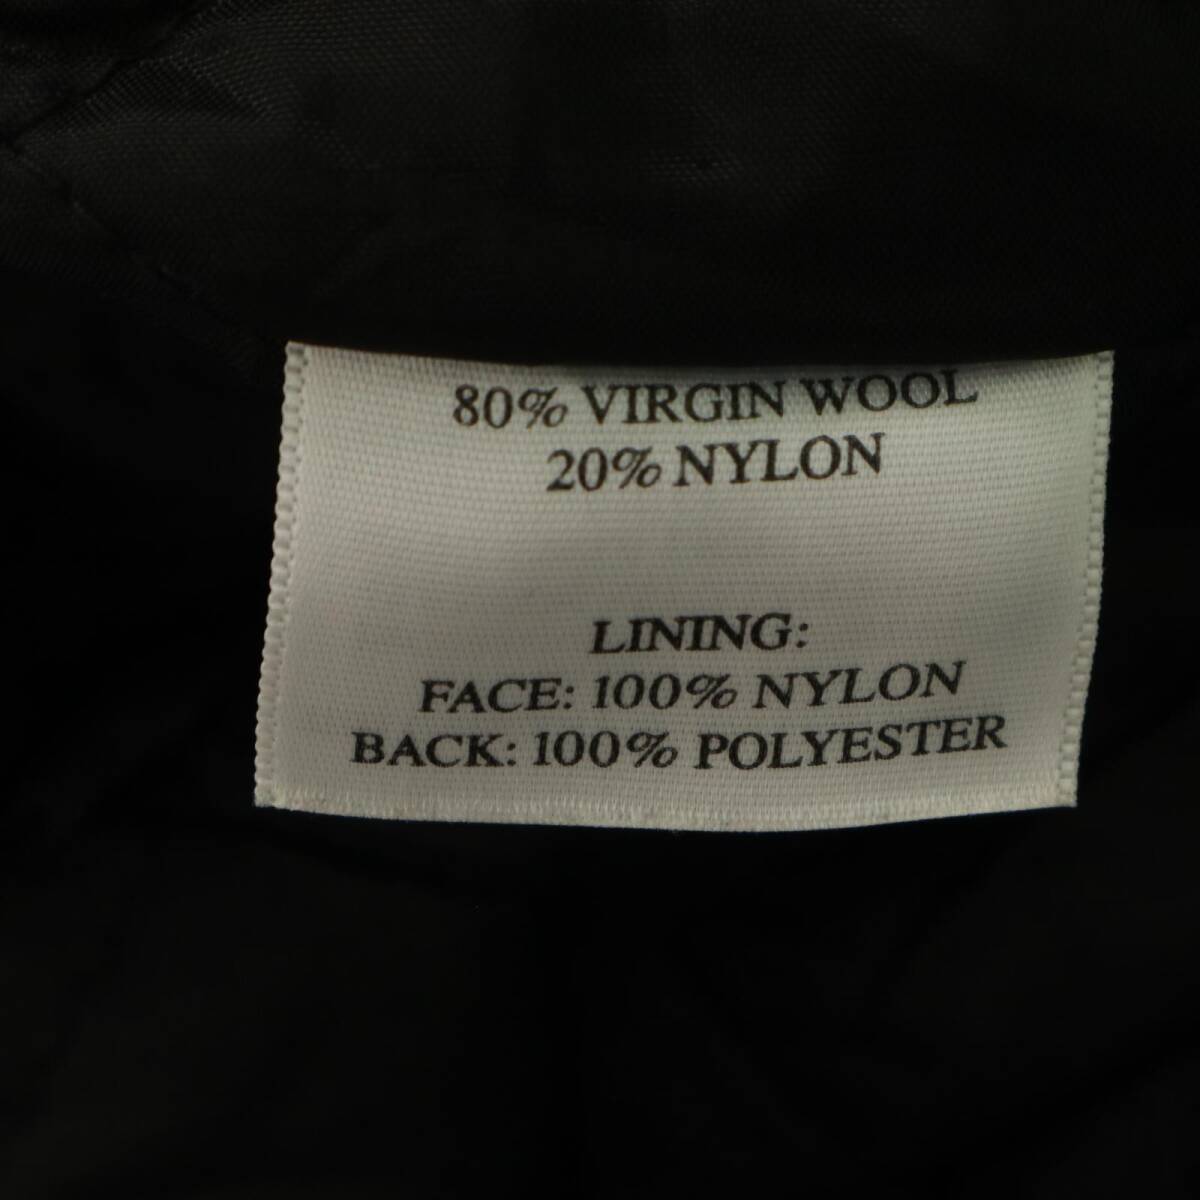 80% VIRGIN WOOL
20% NYLON
LINING:
FACE: 100% NYLON
BACK: 100% POLYESTER